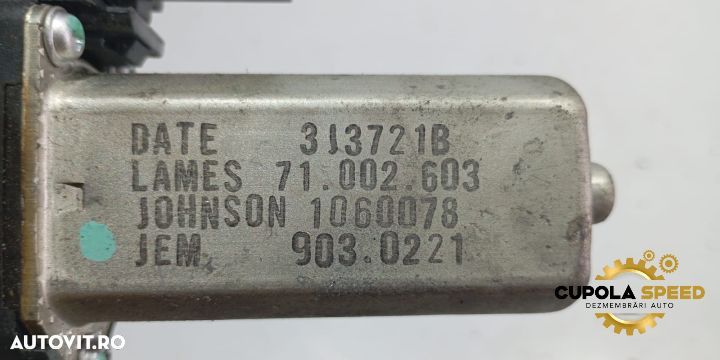 DATE 3J3721B
LAMES 71.002.603
JOHNSON 1060078
JEM. 903.0221
CUPOLA SPEED
DEZMEMBRĂRI AUTO
AUTOVIT.RO